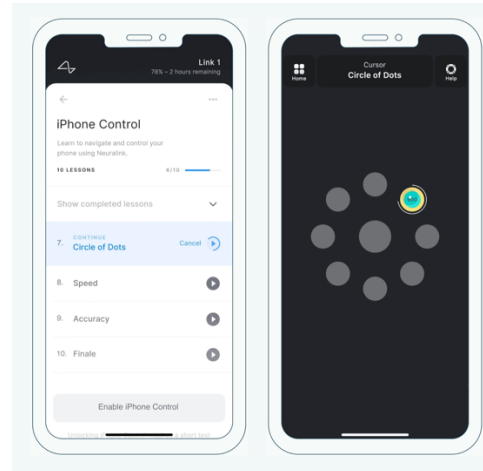 Link 1
78% – 2 hours remaining
iPhone Control
Learn to navigate and control your
phone using Neuralink.
10 LESSONS
6/10
Show completed lessons
7.
CONTINUE
Circle of Dots
Cancel
8.
Speed
9.
Accuracy
10.
Finale
Enable iPhone Control
a short text
Home
Cursor
Circle of Dots
Help